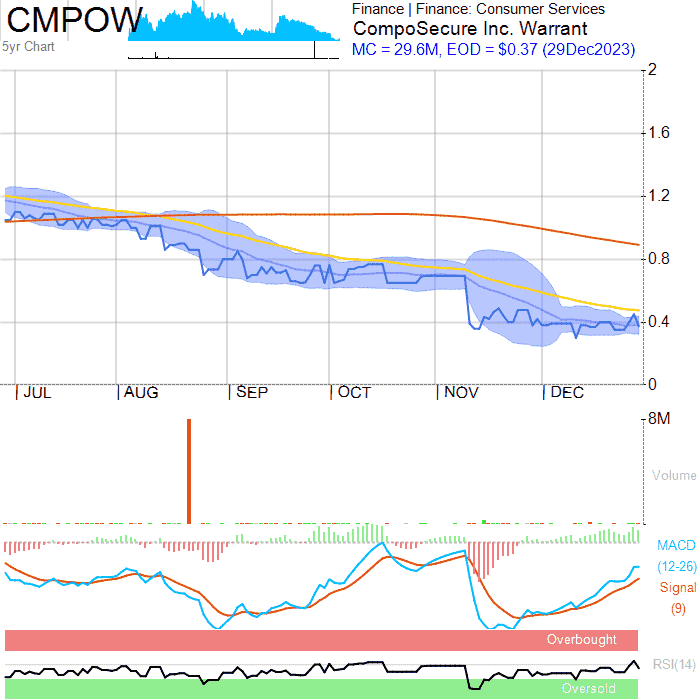 CMPOW
5yr Chart
Finance | Finance: Consumer Services
CompoSecure Inc. Warrant
MC = 29.6M, EOD = $0.37 (29Dec2023)
2
1.6
1.2
0.8
0.4
0
JUL AUG SEP OCT NOV DEC
8M
Volume
MACD
(12-26)
Signal
(9)
Overbought
RSI(14)
Oversold